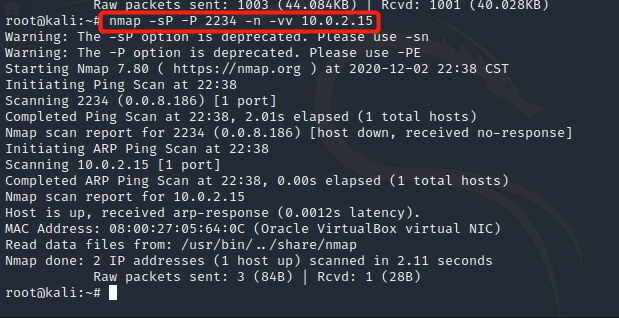 Raw packets sent: 1003 (44.084KB) | Rcvd: 1001 (40.028KB)
root@kali:~# nmap -sP -P 2234 -n -vv 10.0.2.15
Warning: The -sP option is deprecated. Please use -sn
Warning: The -P option is deprecated. Please use -PE
Starting Nmap 7.80 ( https://nmap.org ) at 2020-12-02 22:38 CST
Initiating Ping Scan at 22:38
Scanning 2234 (0.0.8.186) [1 port]
Completed Ping Scan at 22:38, 2.01s elapsed (1 total hosts)
Nmap scan report for 2234 (0.0.8.186) [host down, received no-response]
Initiating ARP Ping Scan at 22:38
Scanning 10.0.2.15 [1 port]
Completed ARP Ping Scan at 22:38, 0.00s elapsed (1 total hosts)
Nmap scan report for 10.0.2.15
Host is up, received arp-response (0.0012s latency).
MAC Address: 08:00:27:05:64:0C (Oracle VirtualBox virtual NIC)
Read data files from: /usr/bin/../share/nmap
Nmap done: 2 IP addresses (1 host up) scanned in 2.11 seconds
Raw packets sent: 3 (84B) | Rcvd: 1 (28B)
root@kali:~#